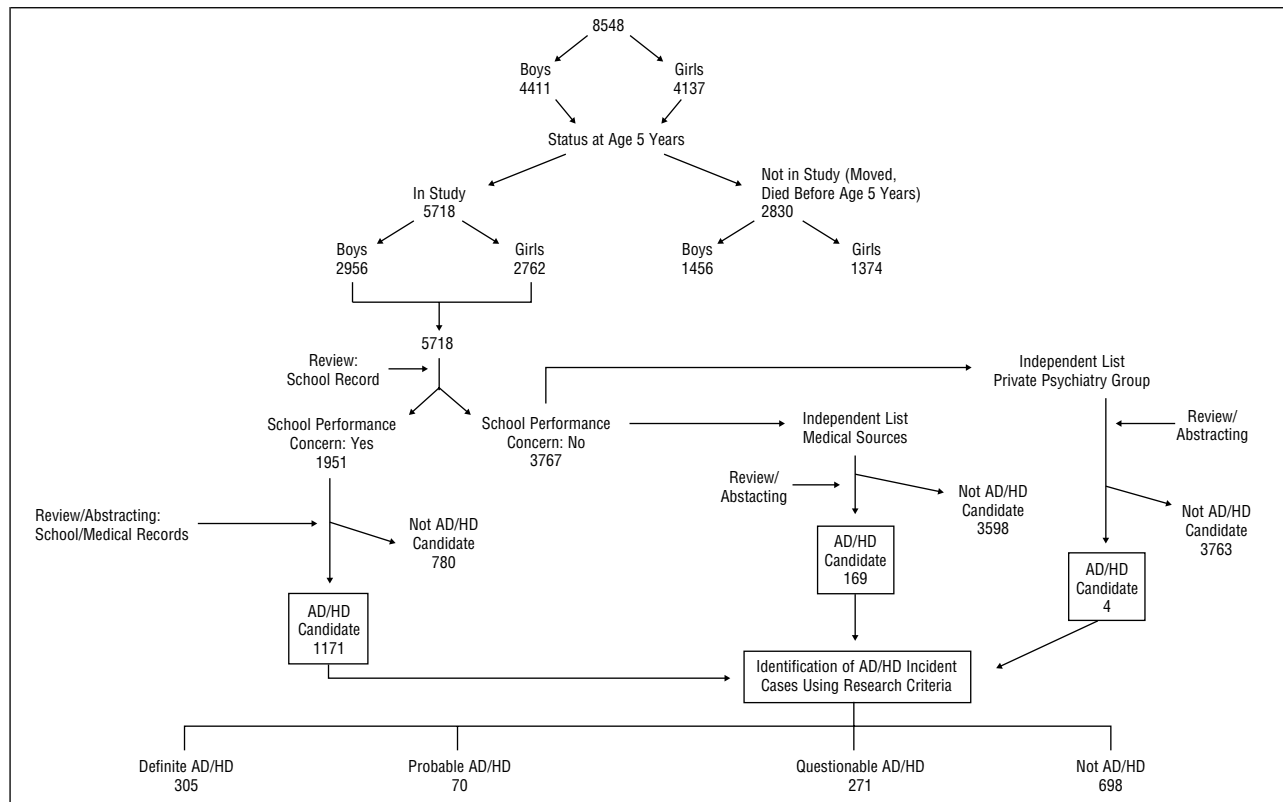 8548
Boys
4411
Girls
4137
Status at Age 5 Years
In Study
5718
Not in Study (Moved,
Died Before Age 5 Years)
2830
Boys
2956
Girls
2762
Boys
1456
Girls
1374
5718
Review:
School Record
Independent List
Private Psychiatry Group
School Performance
Concern: Yes
1951
School Performance
Concern: No
3767
Independent List
Medical Sources
Review/
Abstracting
Review/
Abstacting
Review/Abstracting:
School/Medical Records
Not AD/HD
Candidate
780
Not AD/HD
Candidate
3598
Not AD/HD
Candidate
3763
AD/HD
Candidate
1171
AD/HD
Candidate
169
AD/HD
Candidate
4
Identification of AD/HD Incident
Cases Using Research Criteria
Definite AD/HD
305
Probable AD/HD
70
Questionable AD/HD
271
Not AD/HD
698